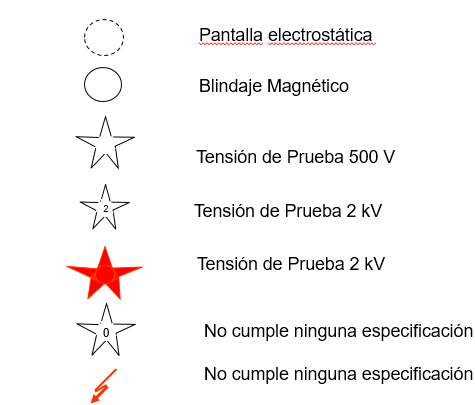 Pantalla electrostática
Blindaje Magnético
Tensión de Prueba 500 V
2
Tensión de Prueba 2 kV
Tensión de Prueba 2 kV
0
No cumple ninguna especificación
No cumple ninguna especificación